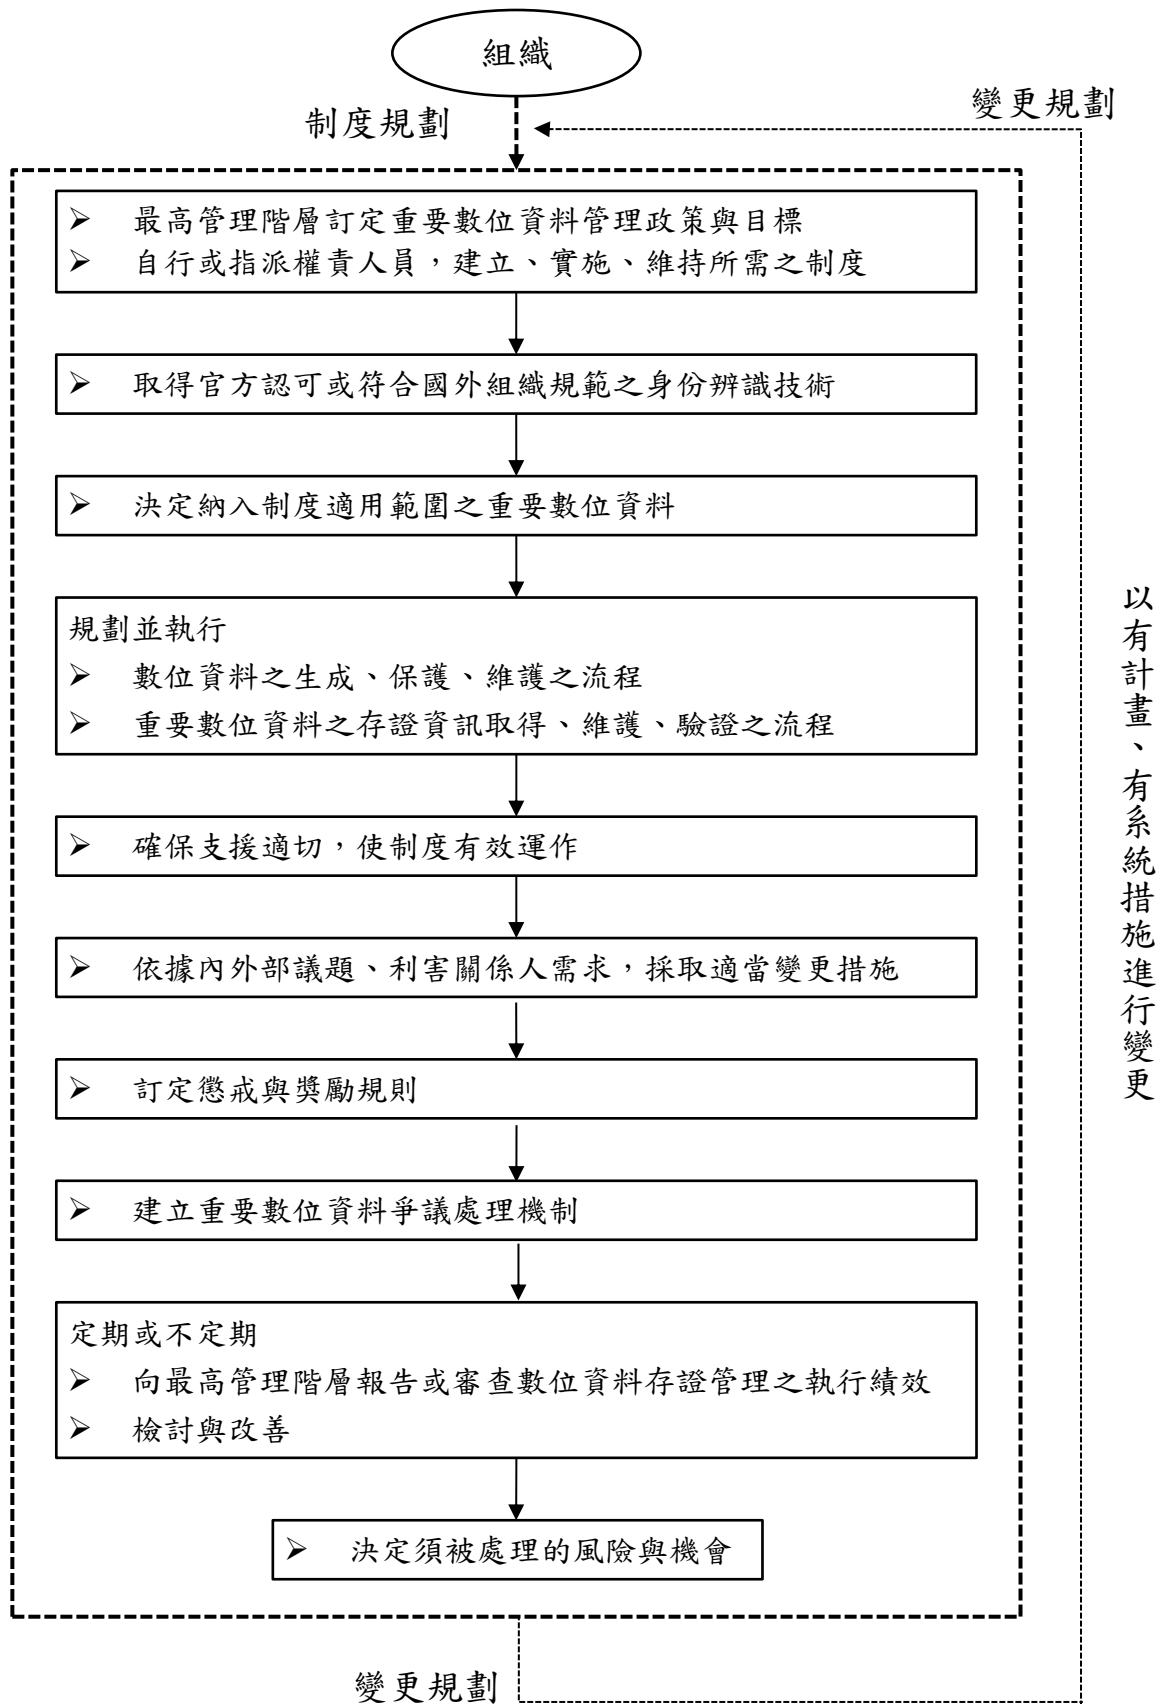 組織
制度規劃
變更規劃
➢ 最高管理階層訂定重要數位資料管理政策與目標
➢ 自行或指派權責人員，建立、實施、維持所需之制度
➢ 取得官方認可或符合國外組織規範之身份辨識技術
➢ 決定納入制度適用範圍之重要數位資料
規劃並執行
➢ 數位資料之生成、保護、維護之流程
➢ 重要數位資料之存證資訊取得、維護、驗證之流程
➢ 確保支援適切，使制度有效運作
➢ 依據內外部議題、利害關係人需求，採取適當變更措施
➢ 訂定懲戒與獎勵規則
➢ 建立重要數位資料爭議處理機制
定期或不定期
➢ 向最高管理階層報告或審查數位資料存證管理之執行績效
➢ 檢討與改善
➢ 決定須被處理的風險與機會
變更規劃
以有計畫、有系統措施進行變更